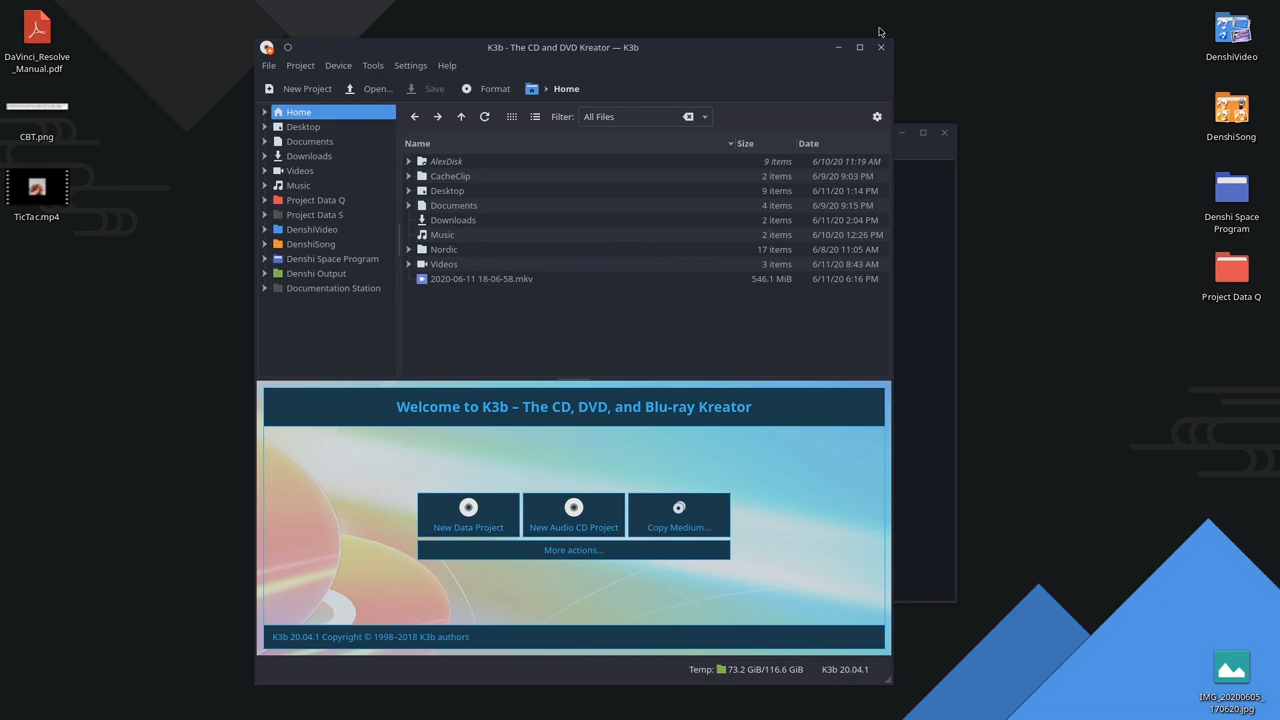 DaVinci_Resolve
_Manual.pdf
CBT.png
TicTac.mp4
K3b - The CD and DVD Kreator — K3b
File Project Device Tools Settings Help
New Project Open... Save Format Home
Home
Desktop
Documents
Downloads
Videos
Music
Project Data Q
Project Data S
DenshiVideo
DenshiSong
Denshi Space Program
Denshi Output
Documentation Station
Filter: All Files
Name Size Date
AlexDisk 9 items 6/10/20 11:19 AM
CacheClip 2 items 6/9/20 9:03 PM
Desktop 9 items 6/11/20 1:14 PM
Documents 4 items 6/9/20 9:15 PM
Downloads 2 items 6/11/20 2:04 PM
Music 2 items 6/10/20 12:26 PM
Nordic 17 items 6/8/20 11:05 AM
Videos 3 items 6/11/20 8:43 AM
2020-06-11 18-06-58.mkv 546.1 MiB 6/11/20 6:16 PM
Welcome to K3b – The CD, DVD, and Blu-ray Kreator
New Data Project New Audio CD Project Copy Medium...
More actions...
K3b 20.04.1 Copyright © 1998–2018 K3b authors
Temp: 73.2 GiB/116.6 GiB K3b 20.04.1
DenshiVideo
DenshiSong
Denshi Space
Program
Project Data Q
IMG_20200605_
170620.jpg